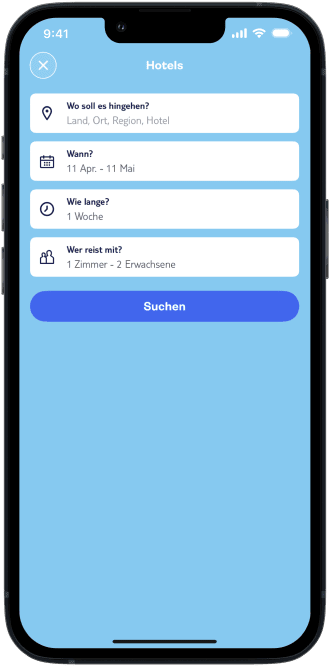 9:41
Hotels
Wo soll es hingehen?
Land, Ort, Region, Hotel
Wann?
11 Apr. - 11 Mai
Wie lange?
1 Woche
Wer reist mit?
1 Zimmer - 2 Erwachsene
Suchen